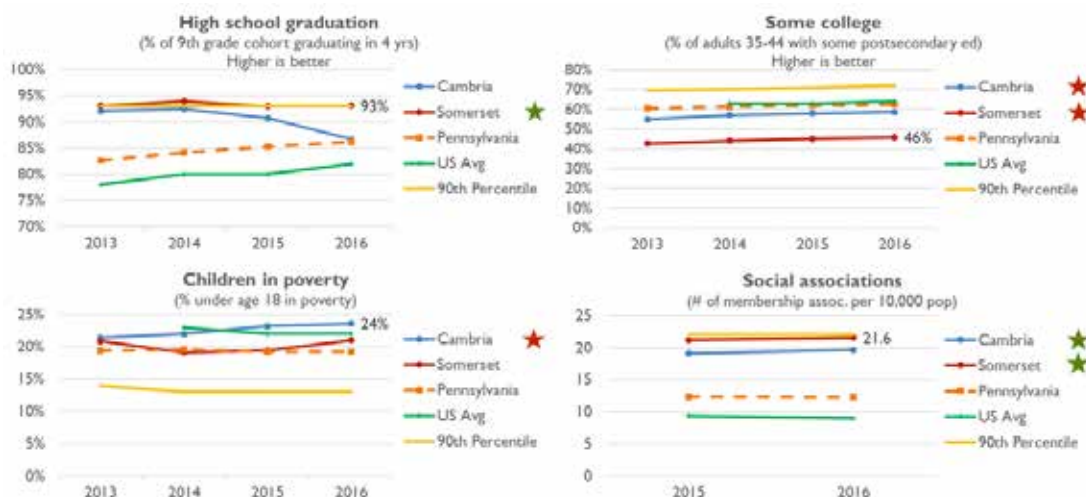 High school graduation
(% of 9th grade cohort graduating in 4 yrs)
Higher is better
100%
95%
90%
85%
80%
75%
70%
93%
2013 2014 2015 2016
Cambria
Somerset
Pennsylvania
US Avg
90th Percentile
Some college
(% of adults 35-44 with some postsecondary ed)
Higher is better
80%
70%
60%
50%
40%
30%
20%
10%
0%
46%
2013 2014 2015 2016
Cambria
Somerset
Pennsylvania
US Avg
90th Percentile
Children in poverty
(% under age 18 in poverty)
25%
20%
15%
10%
5%
0%
24%
2013 2014 2015 2016
Cambria
Somerset
Pennsylvania
US Avg
90th Percentile
Social associations
(# of membership assoc. per 10,000 pop)
25
20
15
10
5
0
21.6
2015 2016
Cambria
Somerset
Pennsylvania
US Avg
90th Percentile